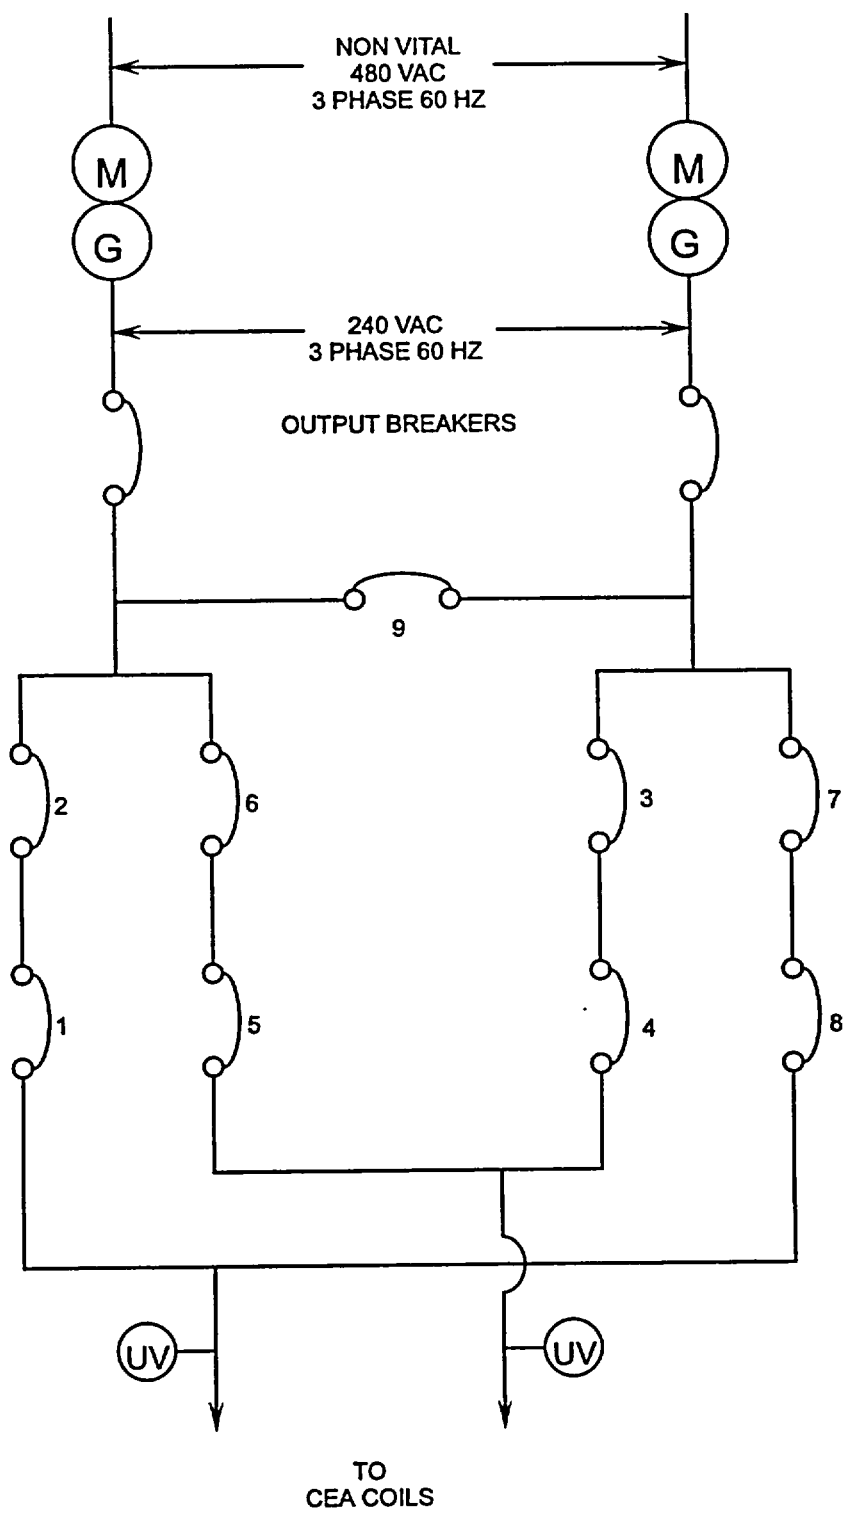 NON VITAL
480 VAC
3 PHASE 60 HZ
M
M
G
G
240 VAC
3 PHASE 60 HZ
OUTPUT BREAKERS
9
2
6
3
7
1
5
4
8
UV
UV
TO
CEA COILS